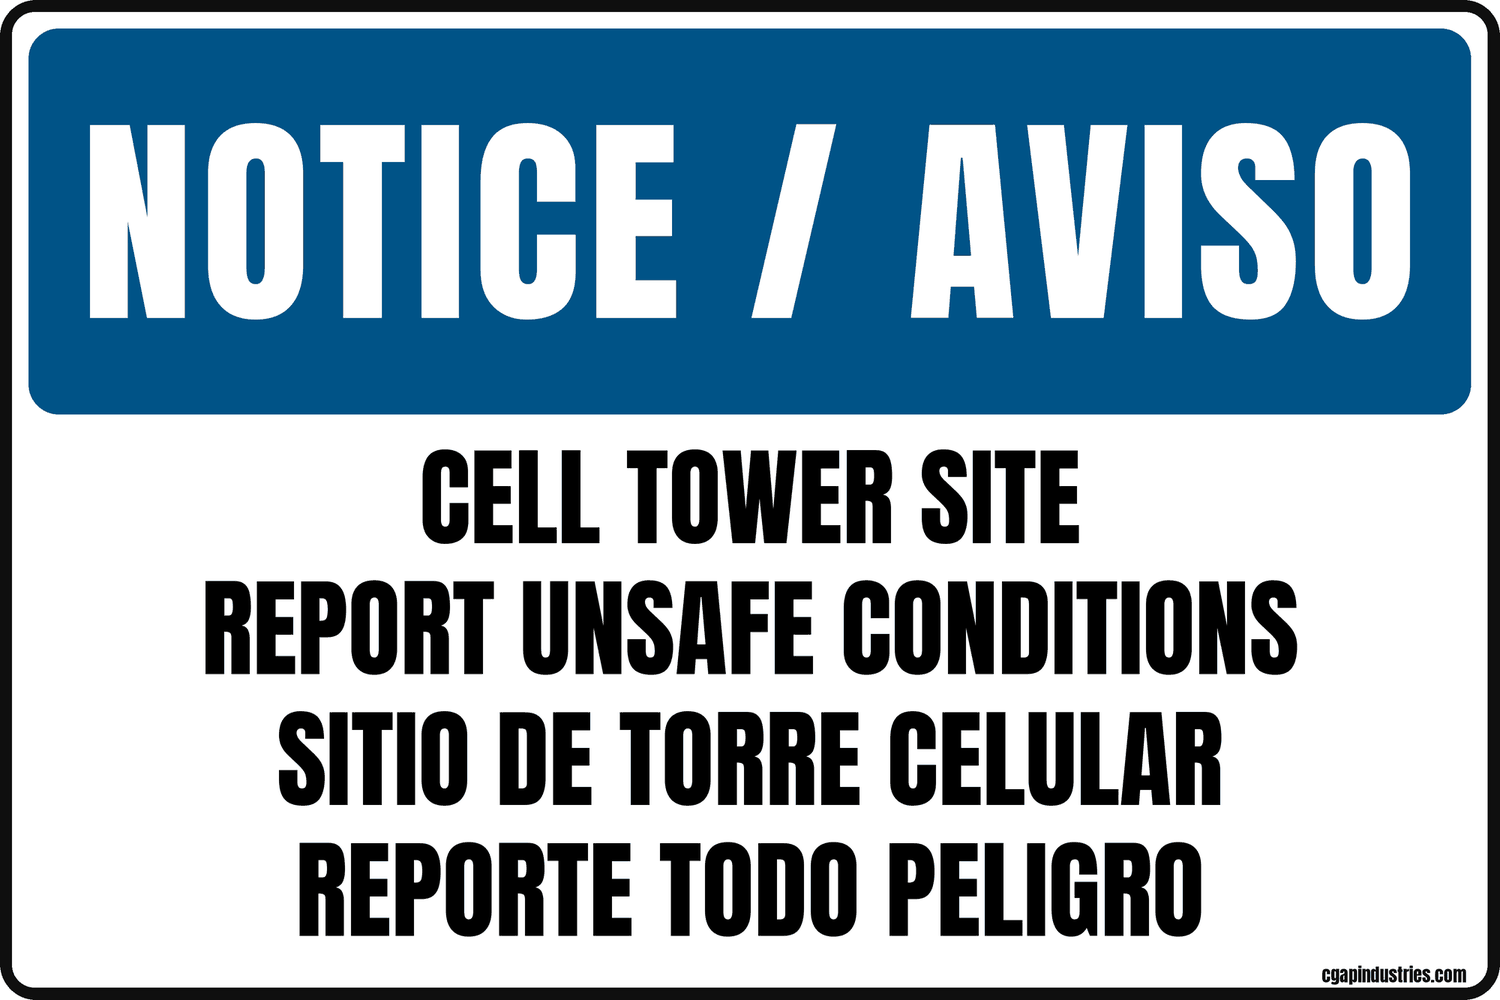 NOTICE / AVISO
CELL TOWER SITE
REPORT UNSAFE CONDITIONS
SITIO DE TORRE CELULAR
REPORTE TODO PELIGRO
cgapindustries.com